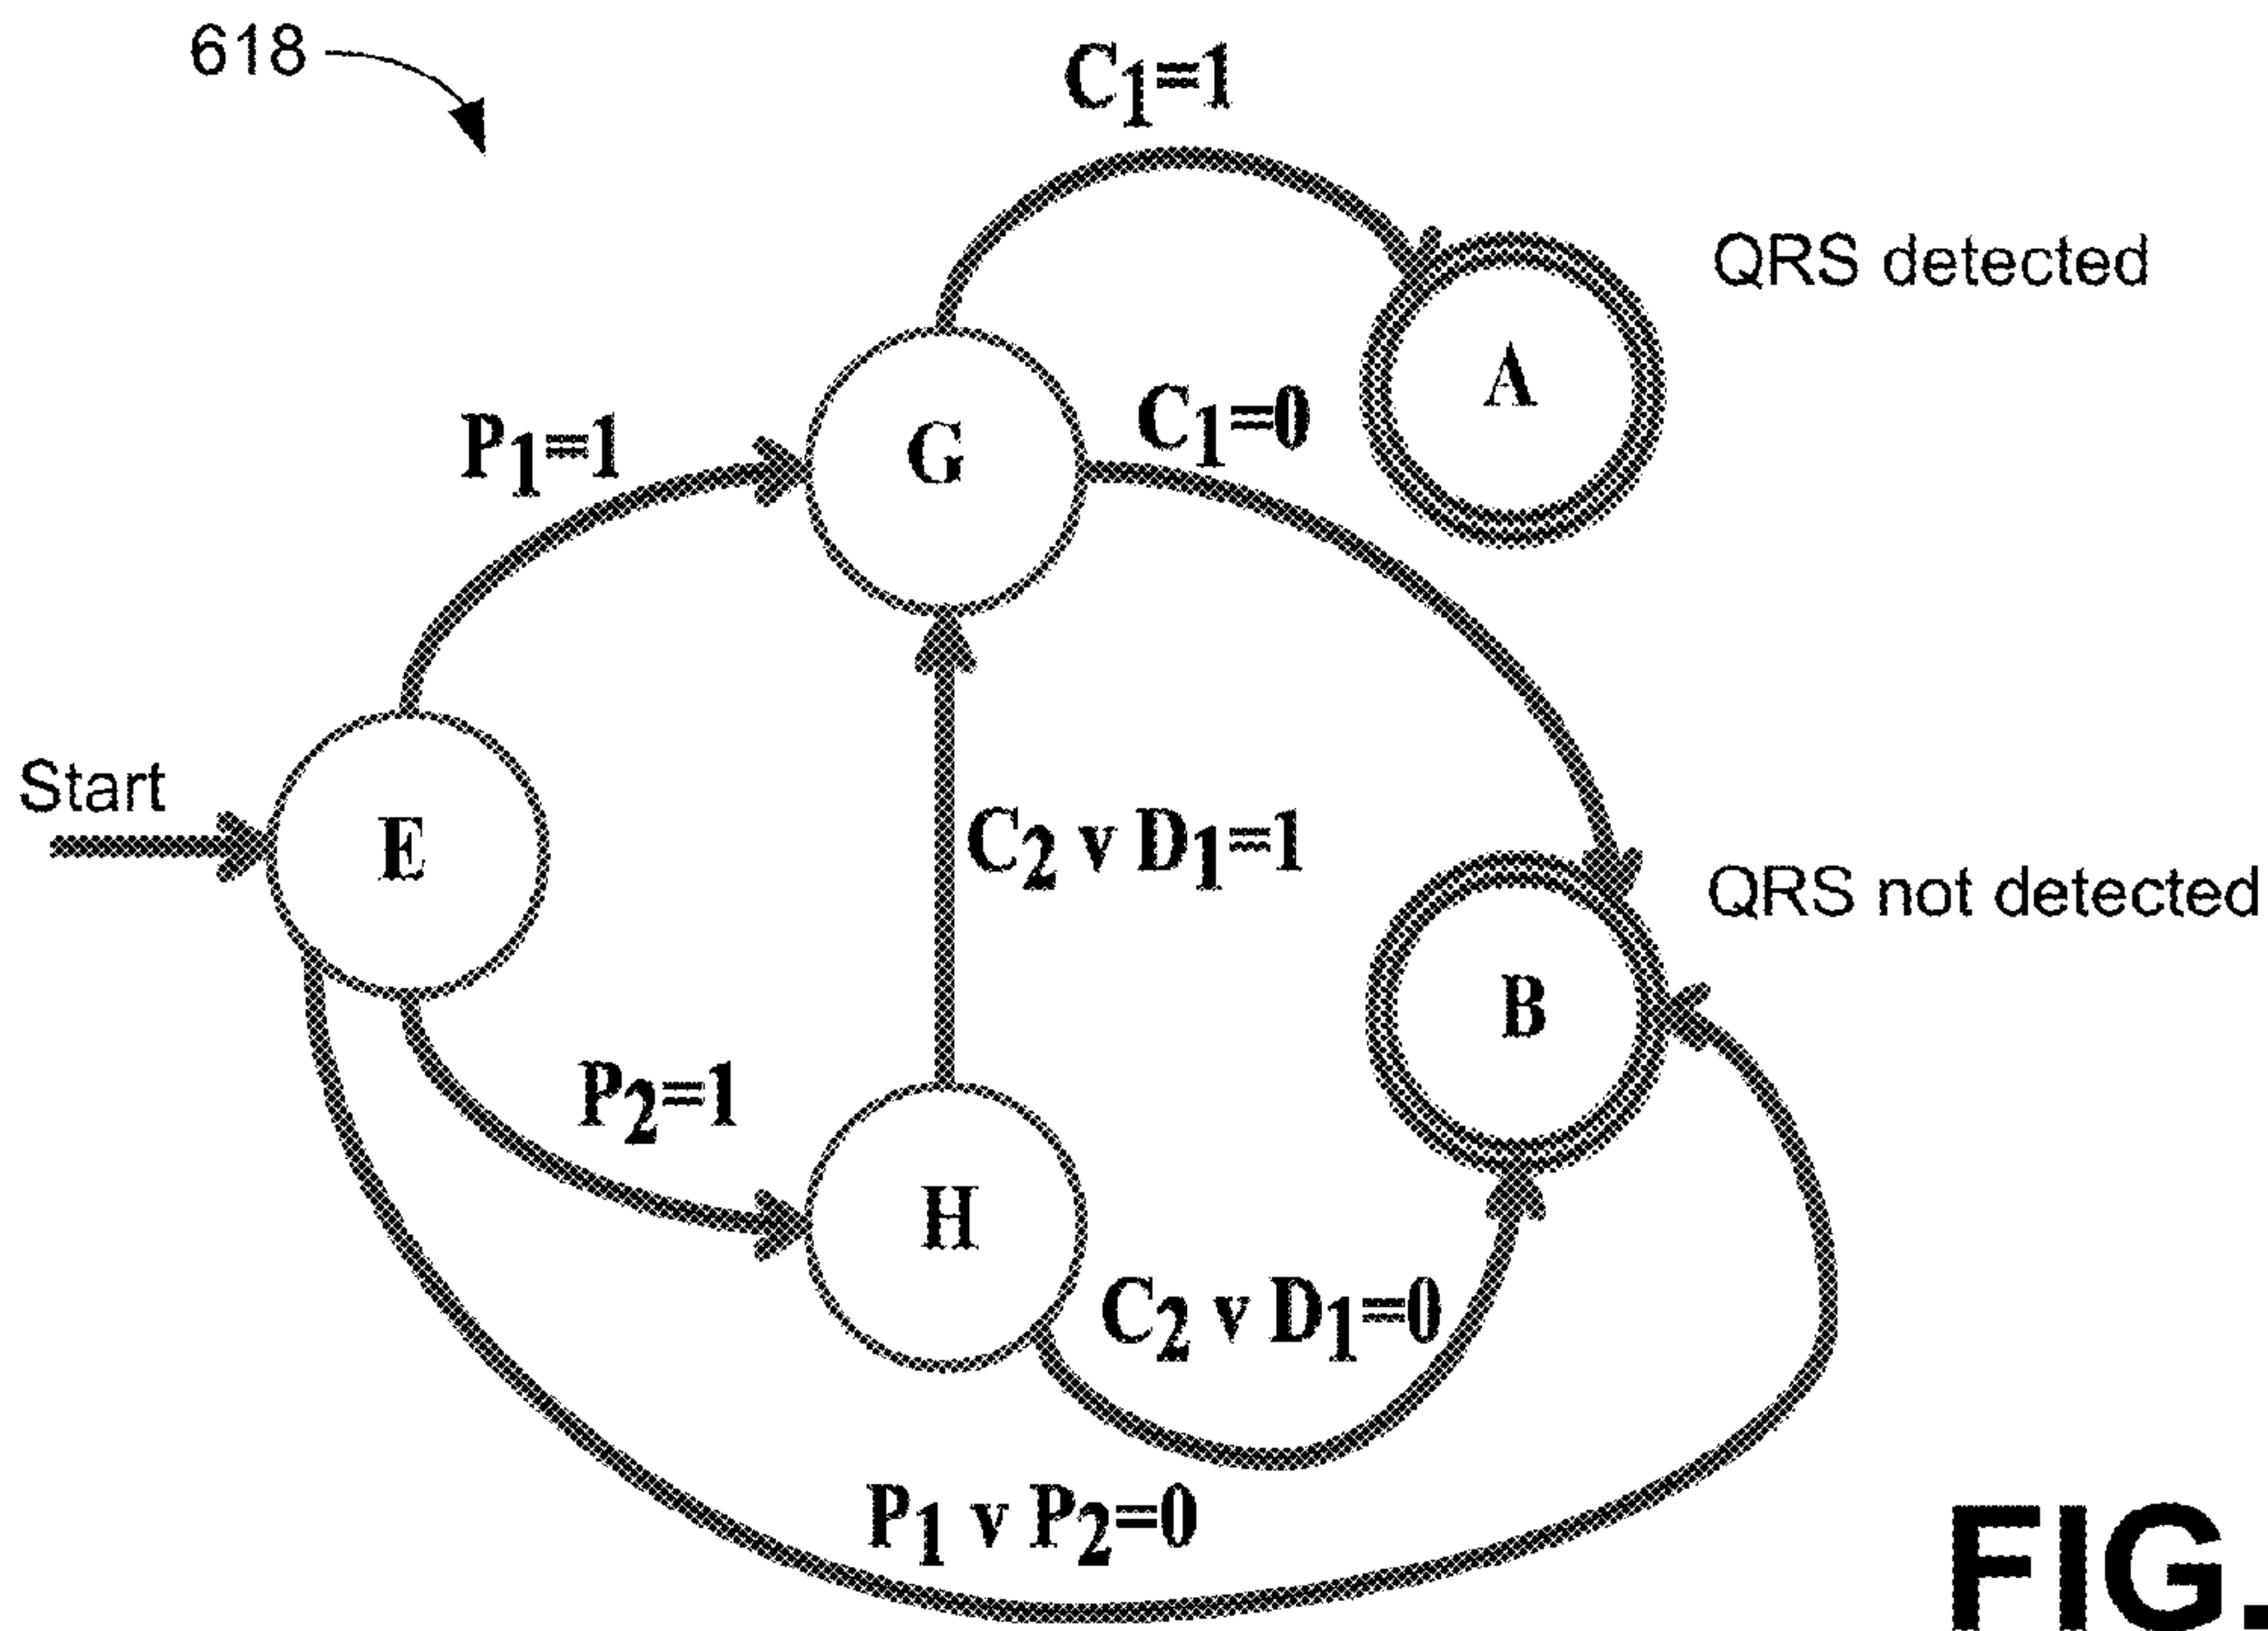 618
C₁=1
QRS detected
A
C₁=0
P₁=1
G
Start
E
C₂ v D₁=1
QRS not detected
B
P₂=1
H
C₂ v D₁=0
P₁ v P₂=0
FIG.